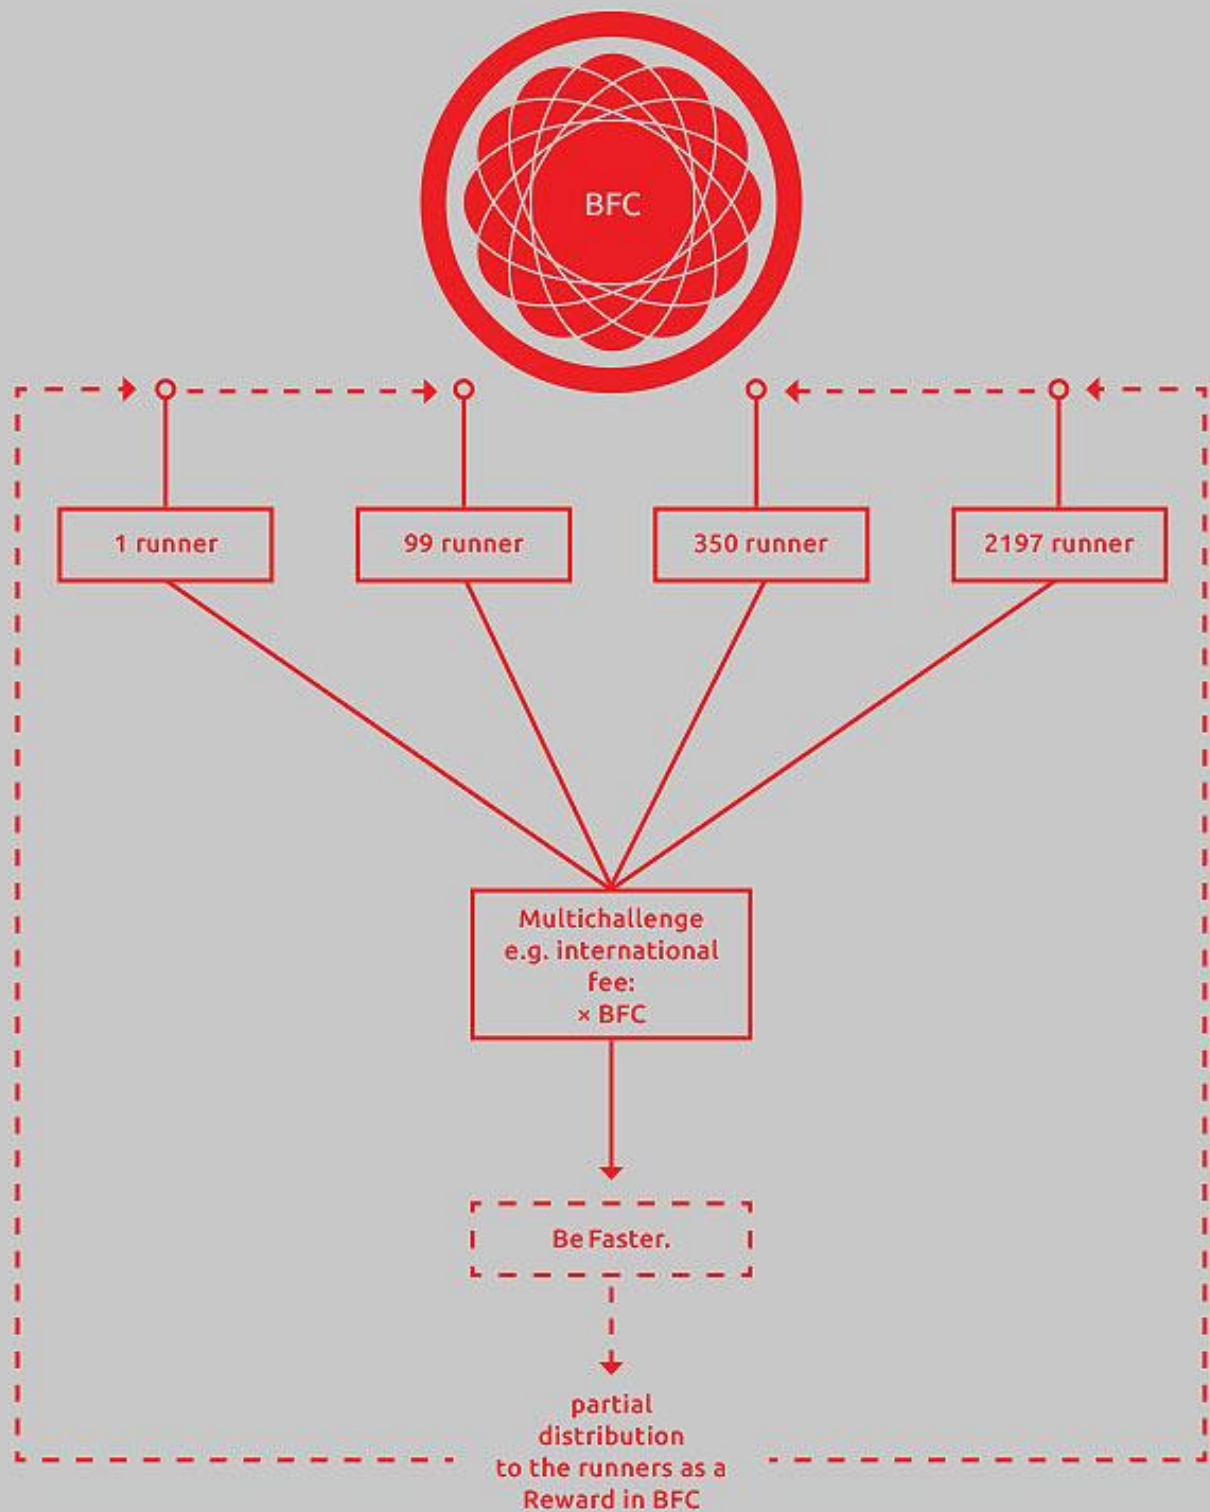 BFC
1 runner
99 runner
350 runner
2197 runner
Multichallenge
e.g. international
fee:
× BFC
Be Faster.
partial
distribution
to the runners as a
Reward in BFC